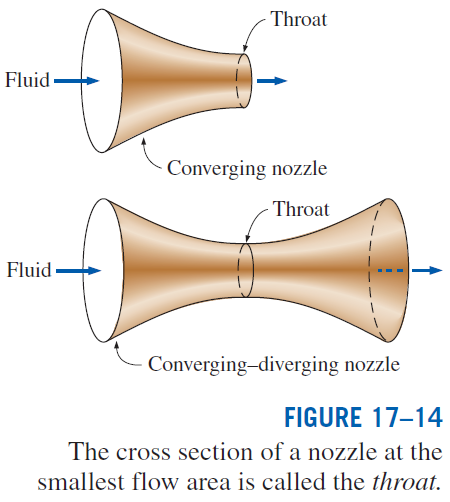 Throat
Fluid
Converging nozzle
Throat
Fluid
Converging–diverging nozzle
FIGURE 17–14
The cross section of a nozzle at the
smallest flow area is called the throat.